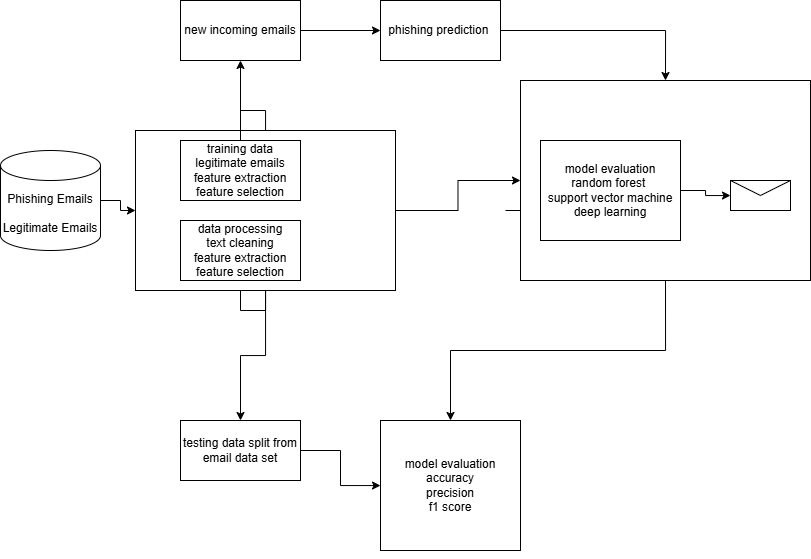 new incoming emails
phishing prediction
training data
legitimate emails
feature extraction
feature selection
Phishing Emails
Legitimate Emails
data processing
text cleaning
feature extraction
feature selection
model evaluation
random forest
support vector machine
deep learning
testing data split from
email data set
model evaluation
accuracy
precision
f1 score